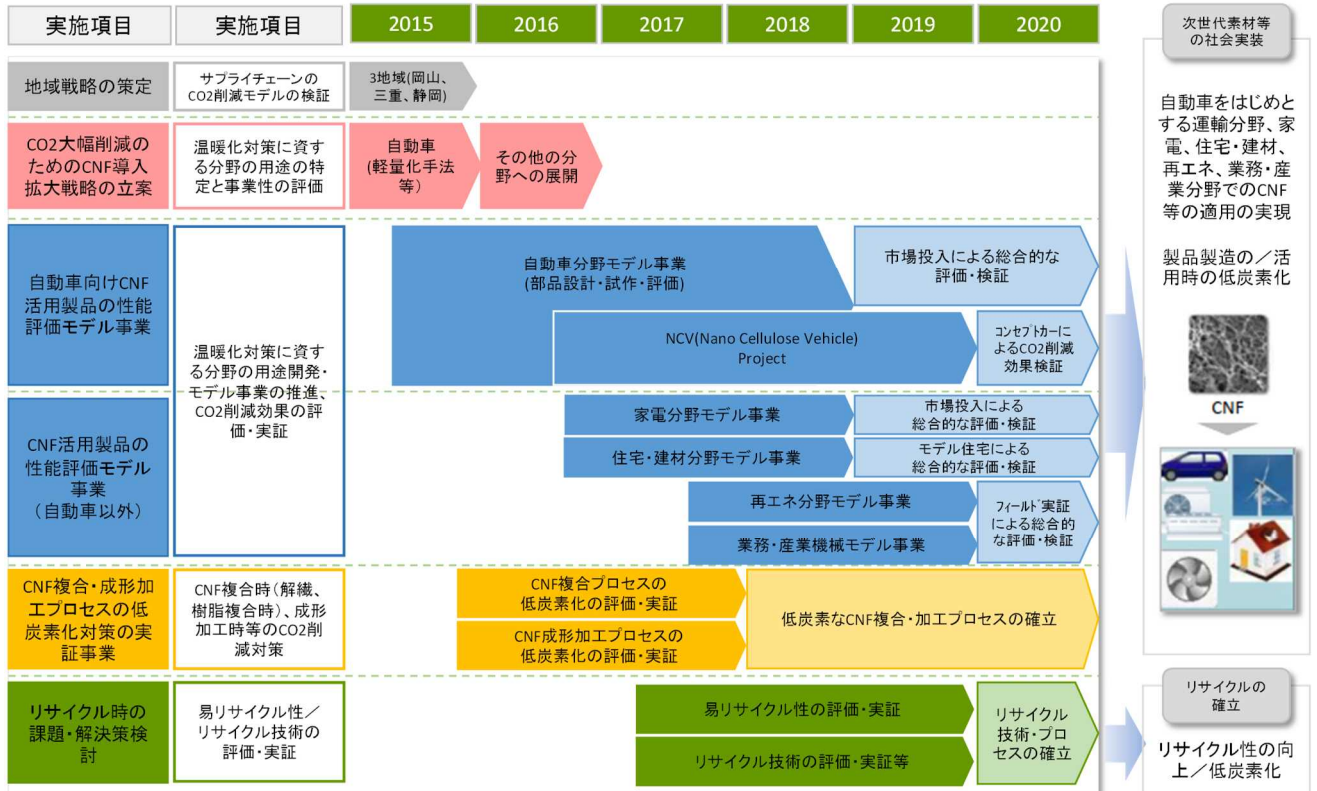 実施項目
実施項目
2015
2016
2017
2018
2019
2020
地域戦略の策定
サプライチェーンの
CO2削減モデルの検証
3地域(岡山、
三重、静岡)
CO2大幅削減の
ためのCNF導入
拡大戦略の立案
温暖化対策に資す
る分野の用途の特
定と事業性の評価
自動車
(軽量化手法
等)
その他の分
野への展開
自動車向けCNF
活用製品の性能
評価モデル事業
温暖化対策に資す
る分野の用途開発・
モデル事業の推進、
CO2削減効果の評
価・実証
自動車分野モデル事業
(部品設計・試作・評価)
市場投入による総合的な
評価・検証
NCV(Nano Cellulose Vehicle)
Project
コンセプトカーに
よるCO2削減
効果検証
CNF活用製品の
性能評価モデル
事業
(自動車以外)
家電分野モデル事業
市場投入による
総合的な評価・検証
住宅・建材分野モデル事業
モデル住宅による
総合的な評価・検証
再エネ分野モデル事業
業務・産業機械モデル事業
フィールド実証
による総合的
な評価・検証
CNF複合・成形加
工プロセスの低
炭素化対策の実
証事業
CNF複合時(解繊、
樹脂複合時)、成形
加工時等のCO2削
減対策
CNF複合プロセスの
低炭素化の評価・実証
CNF成形加工プロセスの
低炭素化の評価・実証
低炭素なCNF複合・加工プロセスの確立
リサイクル時の
課題・解決策検
討
易リサイクル性/
リサイクル技術の
評価・実証
易リサイクル性の評価・実証
リサイクル技術の評価・実証等
リサイクル
技術・プロ
セスの確立
次世代素材等
の社会実装
自動車をはじめと
する運輸分野、家
電、住宅・建材、
再エネ、業務・産
業分野でのCNF
等の適用の実現
製品製造の/活
用時の低炭素化
CNF
リサイクルの
確立
リサイクル性の向
上/低炭素化